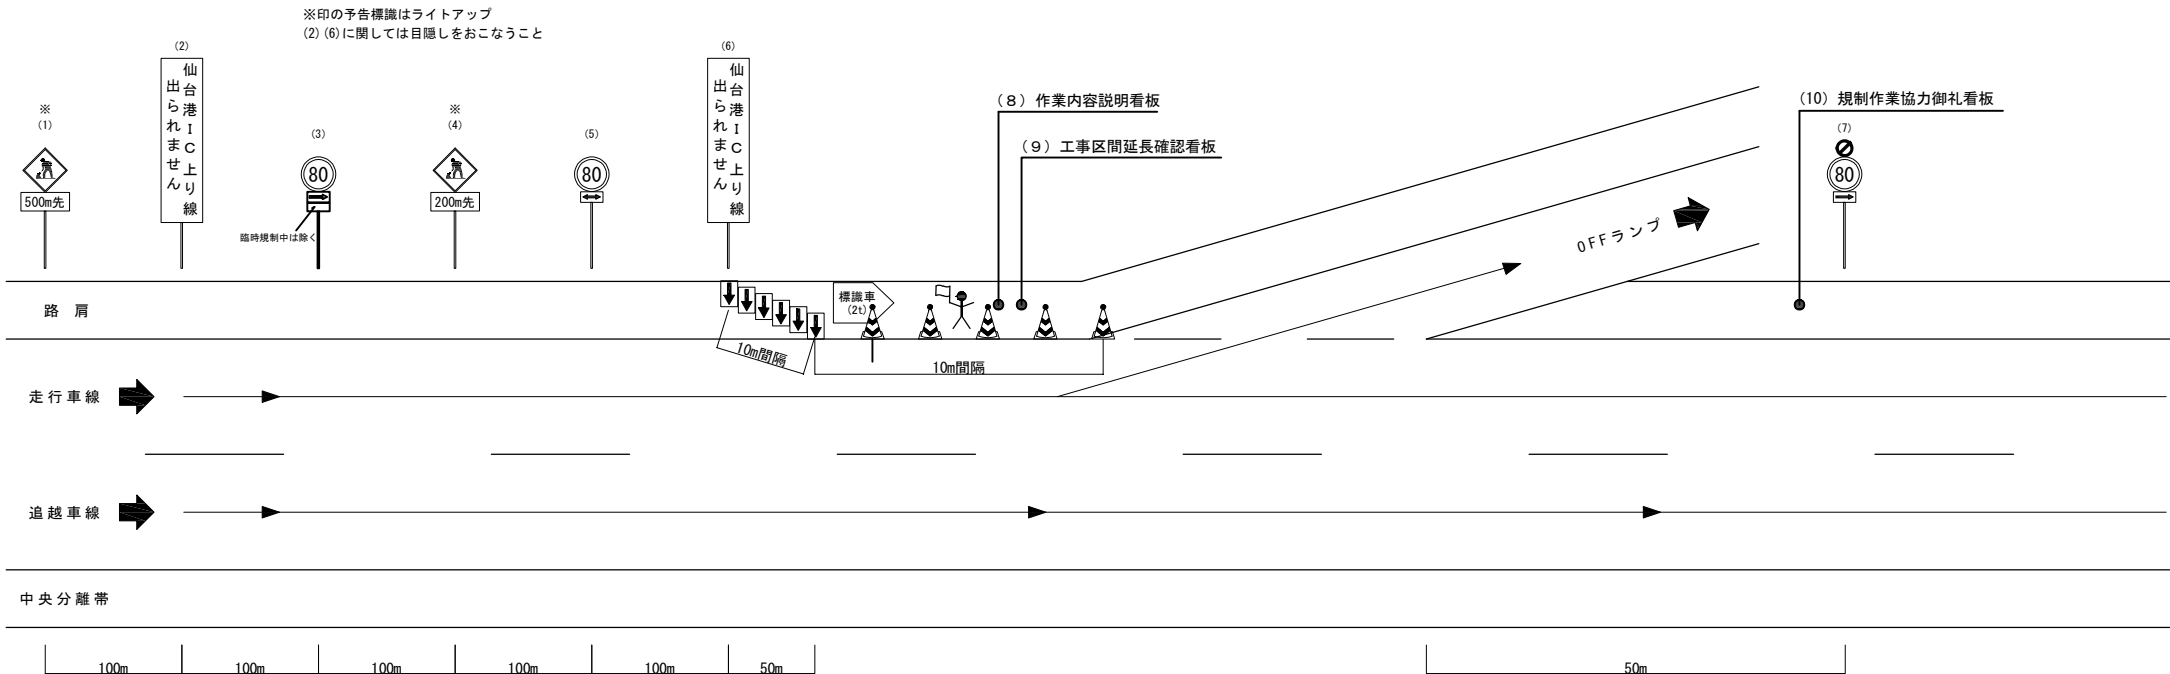 ※印の予告標識はライトアップ
(2)(6)に関しては目隠しをおこなうこと
※
(1)
500m先
(2)
仙台港IC上り線
出られません
(3)
80
臨時規制中は除く
※
(4)
200m先
(5)
80
(6)
仙台港IC上り線
出られません
(8) 作業内容説明看板
(9) 工事区間延長確認看板
(10) 規制作業協力御礼看板
(7)
80
OFFランプ
路肩
標識車
(2t)
10m間隔
10m間隔
走行車線
追越車線
中央分離帯
100m
100m
100m
100m
100m
50m
50m